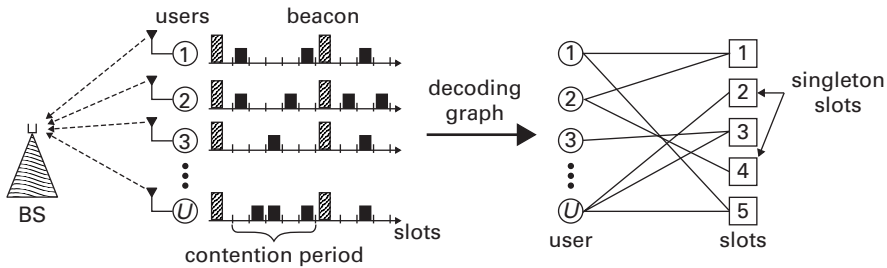 users
beacon
1
2
3
U
BS
slots
contention period
decoding
graph
1
2
3
U
user
1
2
3
4
5
slots
singleton
slots